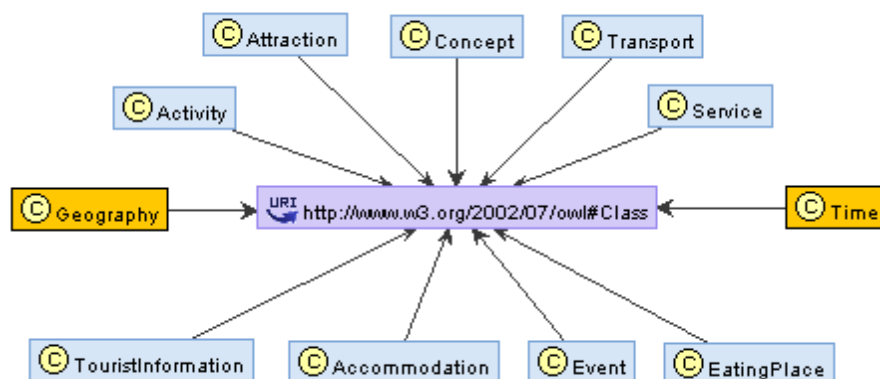 © Attraction
© Concept
© Transport
© Activity
© Service
© Geography
URI http://www.w3.org/2002/07/owl#Class
© Time
© TouristInformation
© Accommodation
© Event
© EatingPlace